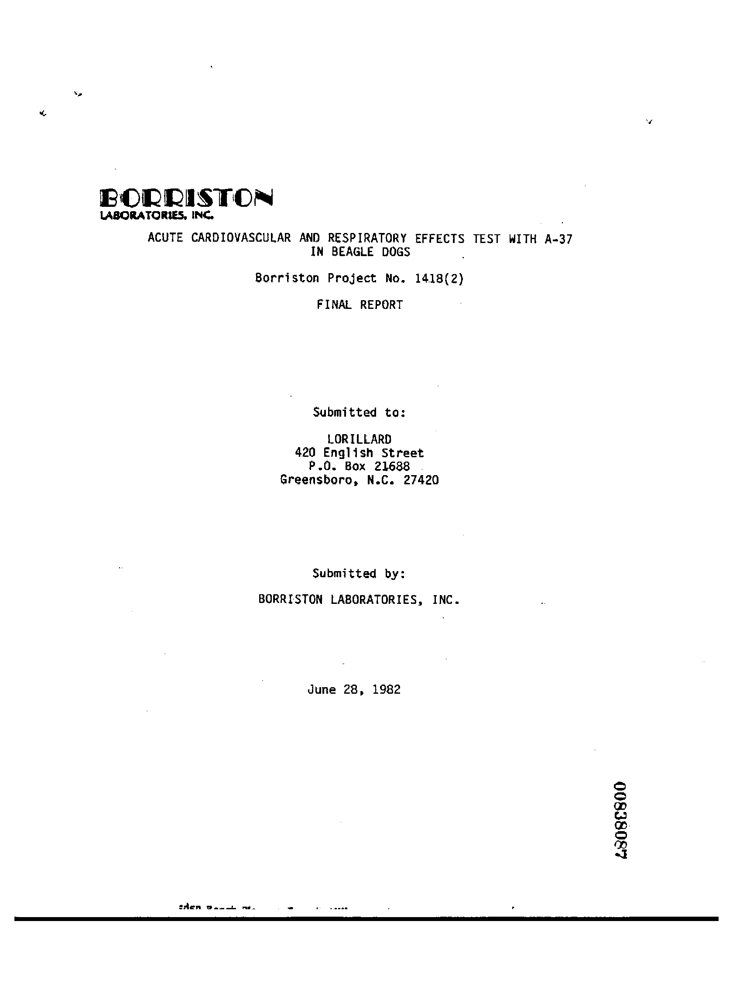 BORRISTON
LABORATORIES, INC.
ACUTE CARDIOVASCULAR AND RESPIRATORY EFFECTS TEST WITH A-37
IN BEAGLE DOGS
Borriston Project No. 1418(2)
FINAL REPORT
Submitted to:
LORILLARD
420 English Street
P.O. Box 21688
Greensboro, N.C. 27420
Submitted by:
BORRISTON LABORATORIES, INC.
June 28, 1982
00838087